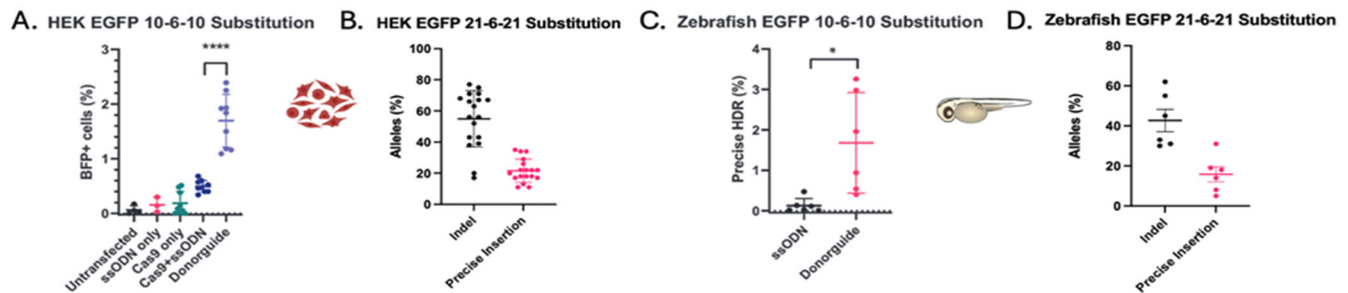 A. HEK EGFP 10-6-10 Substitution
BFP+ cells (%)
3
2
1
0
****
Untransfected
ssODN only
Cas9 only
Cas9+ssODN
Donorguide
B. HEK EGFP 21-6-21 Substitution
Alleles (%)
100
80
60
40
20
0
Indel
Precise Insertion
C. Zebrafish EGFP 10-6-10 Substitution
Precise HDR (%)
4
3
2
1
0
*
ssODN
Donorguide
D. Zebrafish EGFP 21-6-21 Substitution
Alleles (%)
80
60
40
20
0
Indel
Precise Insertion